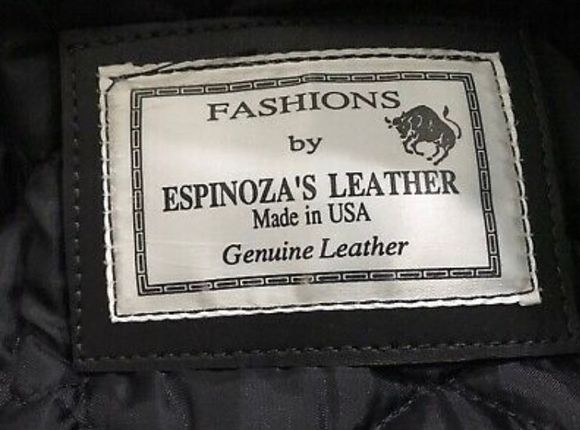 FASHIONS
by
ESPINOZA'S LEATHER
Made in USA
Genuine Leather